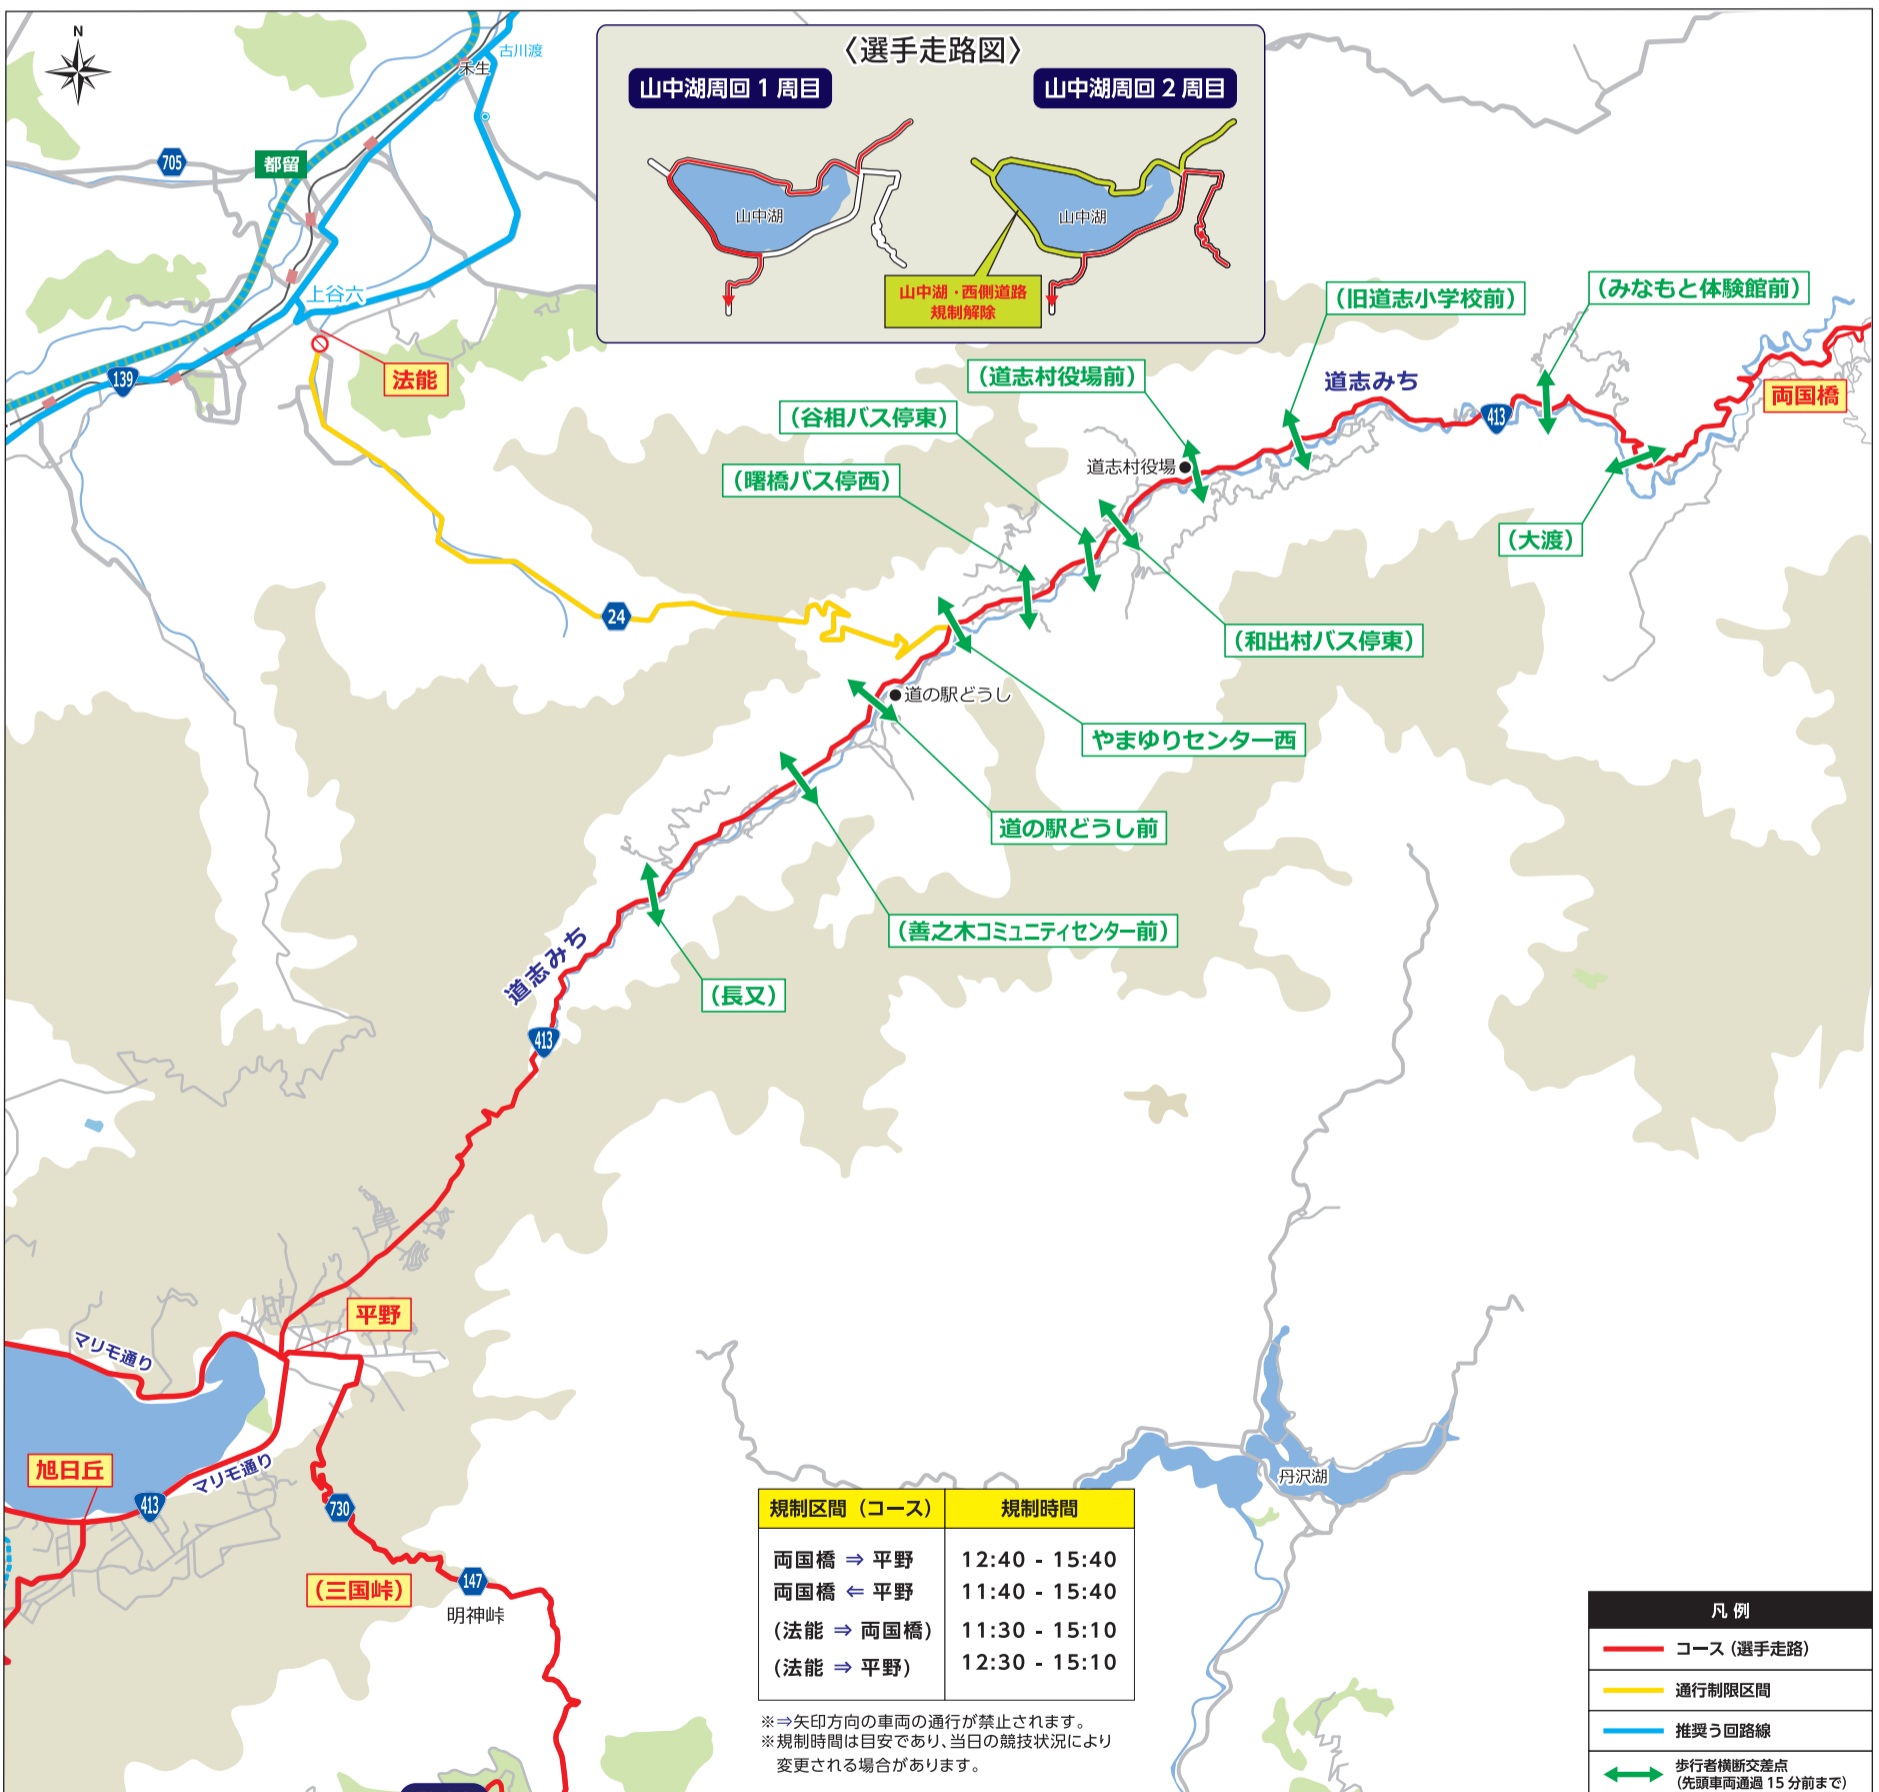 N
古川渡
禾生
〈選手走路図〉
山中湖周回 1 周目
山中湖周回 2 周目
705
都留
山中湖
山中湖
山中湖・西側道路
規制解除
上谷六
(旧道志小学校前)
(みなもと体験館前)
139
法能
(道志村役場前)
道志みち
両国橋
(谷相バス停東)
413
(曙橋バス停西)
道志村役場
(大渡)
24
(和出村バス停東)
道の駅どうし
やまゆりセンター西
道の駅どうし前
(善之木コミュニティセンター前)
道志みち
(長又)
413
平野
マリモ通り
旭日丘
マリモ通り
413
730
丹沢湖
(三国峠)
147
明神峠
規制区間（コース） 規制時間
両国橋 ⇒ 平野 12:40 - 15:40
両国橋 ⇐ 平野 11:40 - 15:40
(法能 ⇒ 両国橋) 11:30 - 15:10
(法能 ⇒ 平野) 12:30 - 15:10
※⇒矢印方向の車両の通行が禁止されます。
※規制時間は目安であり、当日の競技状況により
変更される場合があります。
凡例
コース（選手走路）
通行制限区間
推奨う回路線
歩行者横断交差点
（先頭車両通過 15 分前まで）